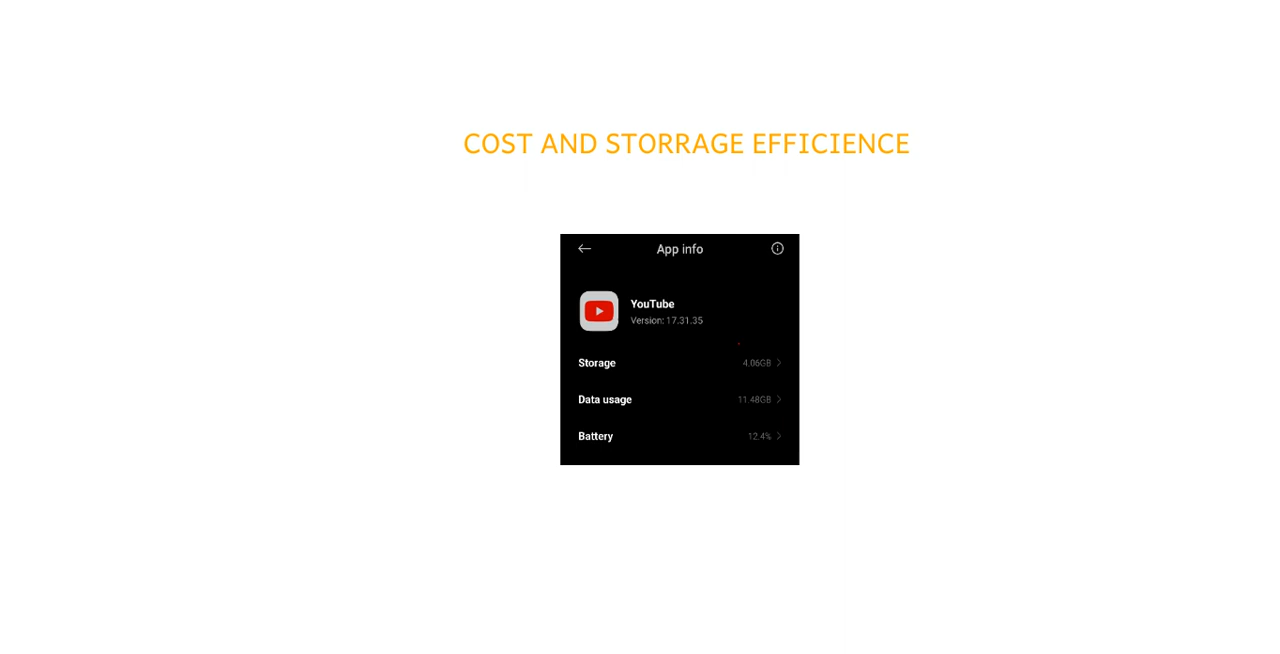 COST AND STORRAGE EFFICIENCE
App info
YouTube
Version: 17.31.35
Storage 4.06GB
Data usage 11.48GB
Battery 12.4%